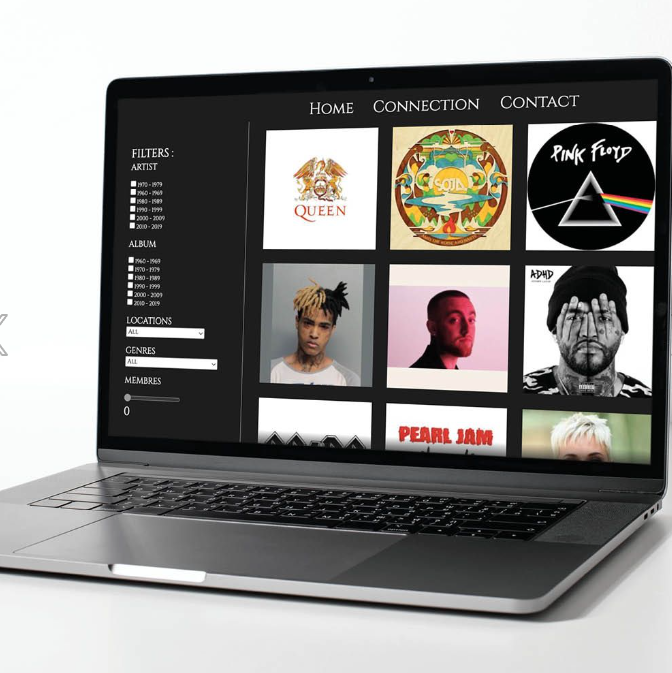 Home Connection Contact
FILTERS :
ARTIST
1970 - 1979
1960 - 1969
1980 - 1989
1990 - 1999
2000 - 2009
2010 - 2019
ALBUM
1960 - 1969
1970 - 1979
1980 - 1989
1990 - 1999
2000 - 2009
2010 - 2019
LOCATIONS
ALL
GENRES
ALL
MEMBRES
0
QUEEN
SOJA
PINK FLOYD
ADHD
PEARL JAM